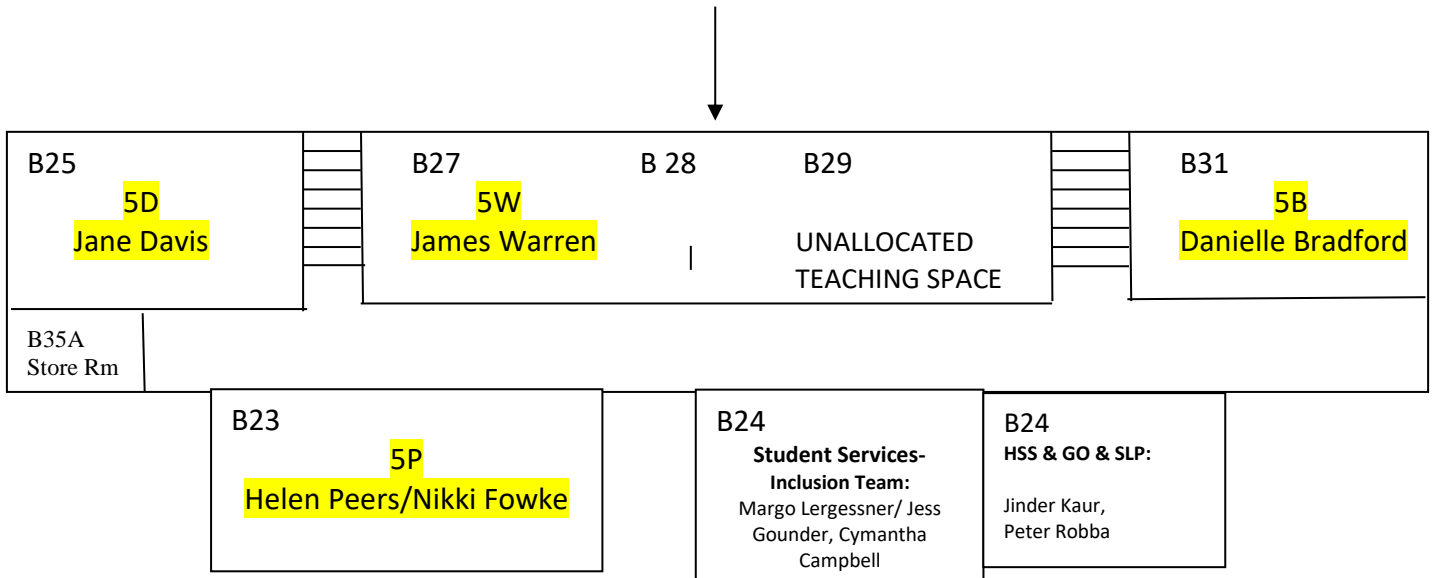 B25
5D
Jane Davis
B27
5W
James Warren
B 28
B29
UNALLOCATED
TEACHING SPACE
B31
5B
Danielle Bradford
B35A
Store Rm
B23
5P
Helen Peers/Nikki Fowke
B24
Student Services-
Inclusion Team:
Margo Lergessner/ Jess
Gounder, Cymantha
Campbell
B24
HSS & GO & SLP:
Jinder Kaur,
Peter Robba